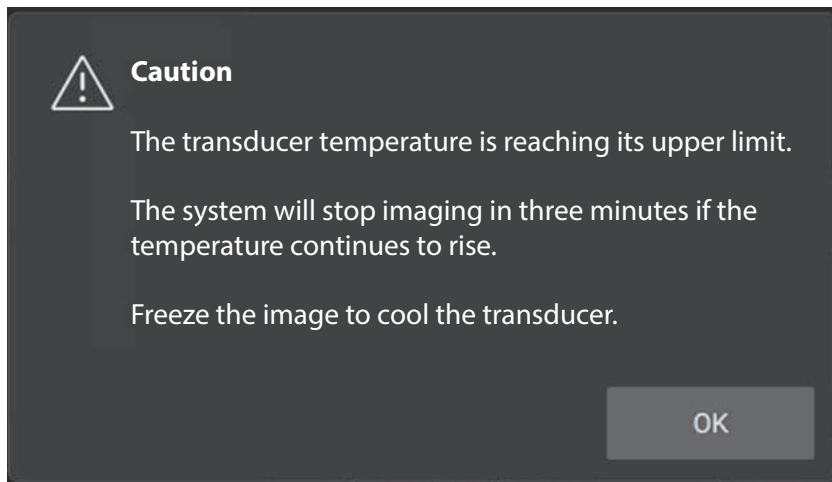 Caution
The transducer temperature is reaching its upper limit.
The system will stop imaging in three minutes if the
temperature continues to rise.
Freeze the image to cool the transducer.
OK